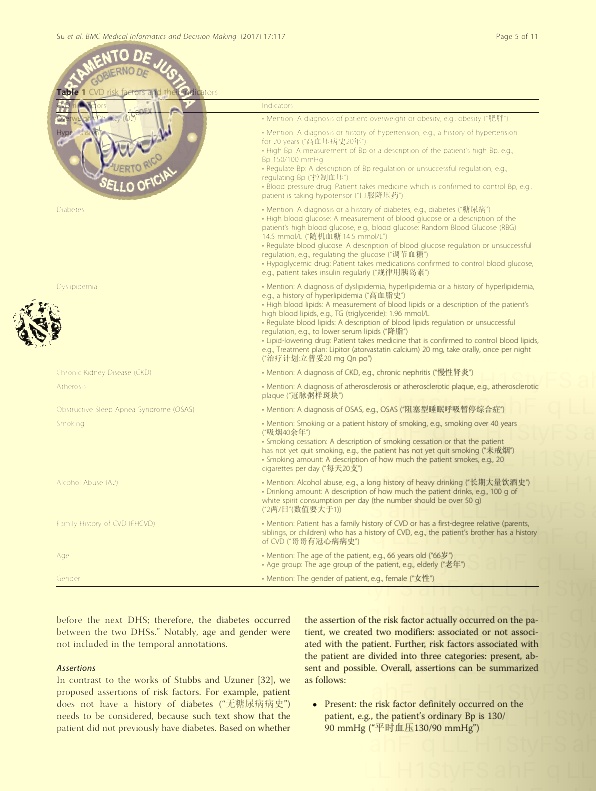 Su et al. BMC Medical Informatics and Decision Making (2017) 17:117
Page 5 of 11
DEPARTAMENTO DE JUSTICIA
GOBIERNO DE
PUERTO RICO
SELLO OFICIAL
Table 1 CVD risk factors and their indicators
Indicators
• Mention: A diagnosis of patient overweight or obesity, e.g., obesity (“肥胖”)
• Mention: A diagnosis or history of hypertension, e.g., a history of hypertension
for 20 years (“高血压病史20年”)
• High Bp: A measurement of Bp or a description of the patient’s high Bp, e.g.,
Bp 150/100 mmHg
• Regulate Bp: A description of Bp regulation or unsuccessful regulation, e.g.,
regulating Bp (“控制血压”)
• Blood pressure drug: Patient takes medicine which is confirmed to control Bp, e.g.,
patient is taking hypotensor
Diabetes
• Mention: A diagnosis or a history of diabetes, e.g., diabetes (“糖尿病”)
• High blood glucose: A measurement of blood glucose or a description of the
patient’s high blood glucose, e.g., blood glucose: Random Blood Glucose (RBG)
14.5 mmol/L (“随机血糖 14.5 mmol/L”)
• Regulate blood glucose: A description of blood glucose regulation or unsuccessful
regulation, e.g., regulating the glucose (“调节血糖”)
• Hypoglycemic drug: Patient takes medications confirmed to control blood glucose,
e.g., patient takes insulin regularly (“规律用胰岛素”)
Dyslipidemia
• Mention: A diagnosis of dyslipidemia, hyperlipidemia or a history of hyperlipidemia,
e.g., a history of hyperlipidemia (“高血脂史”)
• High blood lipids: A measurement of blood lipids or a description of the patient’s
high blood lipids, e.g., TG (triglyceride): 1.96 mmol/L
• Regulate blood lipids: A description of blood lipids regulation or unsuccessful
regulation, e.g., to lower serum lipids (“降脂”)
• Lipid-lowering drug: Patient takes medicine that is confirmed to control blood lipids,
e.g., Treatment plan: Lipitor (atorvastatin calcium) 20 mg, take orally, once per night
(“治疗计划:立普妥20 mg Qn po”)
Chronic Kidney Disease (CKD)
• Mention: A diagnosis of CKD, e.g., chronic nephritis (“慢性肾炎”)
Atherosis
• Mention: A diagnosis of atherosclerosis or atherosclerotic plaque, e.g., atherosclerotic
plaque (“冠脉粥样斑块”)
Obstructive Sleep Apnea Syndrome (OSAS)
• Mention: A diagnosis of OSAS, e.g., OSAS (“阻塞型睡眠呼吸暂停综合症”)
Smoking
• Mention: Smoking or a patient history of smoking, e.g., smoking over 40 years
(“吸烟40余年”)
• Smoking cessation: A description of smoking cessation or that the patient
has not yet quit smoking, e.g., the patient has not yet quit smoking (“未戒烟”)
• Smoking amount: A description of how much the patient smokes, e.g., 20
cigarettes per day (“每天20支”)
Alcohol Abuse (A2)
• Mention: Alcohol abuse, e.g., a long history of heavy drinking (“长期大量饮酒史”)
• Drinking amount: A description of how much the patient drinks, e.g., 100 g of
white spirit consumption per day (the number should be over 50 g)
(“2两/日”(数值要大于1))
Family History of CVD (FHCVD)
• Mention: Patient has a family history of CVD or has a first-degree relative (parents,
siblings, or children) who has a history of CVD, e.g., the patient’s brother has a history
of CVD (“哥哥有冠心病病史”)
Age
• Mention: The age of the patient, e.g., 66 years old (“66岁”)
• Age group: The age group of the patient, e.g., elderly (“老年”)
Gender
• Mention: The gender of patient, e.g., female (“女性”)
before the next DHS; therefore, the diabetes occurred
between the two DHSs.” Notably, age and gender were
not included in the temporal annotations.
Assertions
In contrast to the works of Stubbs and Uzuner [32], we
proposed assertions of risk factors. For example, patient
does not have a history of diabetes (“无糖尿病病史”)
needs to be considered, because such text show that the
patient did not previously have diabetes. Based on whether
the assertion of the risk factor actually occurred on the pa-
tient, we created two modifiers: associated or not associ-
ated with the patient. Further, risk factors associated with
the patient are divided into three categories: present, ab-
sent and possible. Overall, assertions can be summarized
as follows:
• Present: the risk factor definitely occurred on the
patient, e.g., the patient’s ordinary Bp is 130/
90 mmHg (“平时血压130/90 mmHg”)